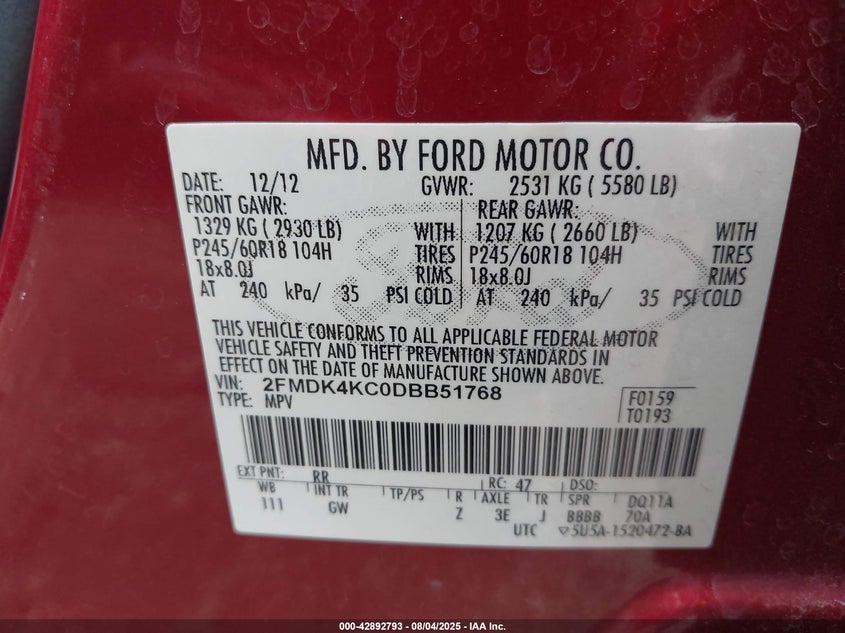 MFD. BY FORD MOTOR CO.
DATE: 12/12 GVWR: 2531 KG ( 5580 LB)
FRONT GAWR: REAR GAWR:
1329 KG ( 2930 LB) WITH 1207 KG ( 2660 LB) WITH
P245/60R18 104H TIRES P245/60R18 104H TIRES
18x8.0J RIMS 18x8.0J RIMS
AT 240 kPa/ 35 PSI COLD AT 240 kPa/ 35 PSI COLD
THIS VEHICLE CONFORMS TO ALL APPLICABLE FEDERAL MOTOR
VEHICLE SAFETY AND THEFT PREVENTION STANDARDS IN
EFFECT ON THE DATE OF MANUFACTURE SHOWN ABOVE.
VIN: 2FMDK4KC0DBB51768 F0159
TYPE: MPV T0193
EXT PNT: RR RC: 47 DSO:
WB INT TR TP/PS R AXLE TR SPR DQ11A
111 GW Z 3E J BBBB 70A
UTC ▽5U5A-1520472-BA
000-42892793 - 08/04/2025 - IAA Inc.